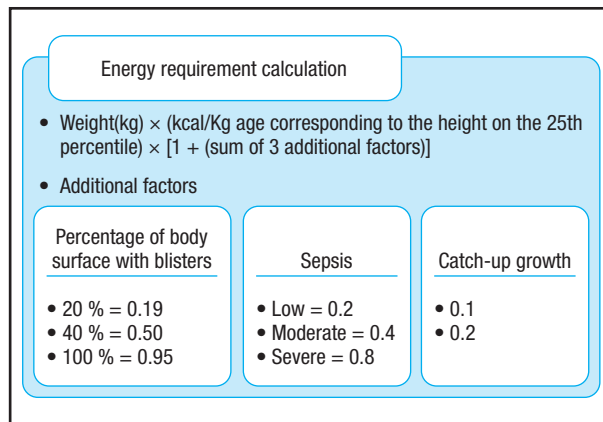 Energy requirement calculation
• Weight(kg) × (kcal/Kg age corresponding to the height on the 25th
percentile) × [1 + (sum of 3 additional factors)]
• Additional factors
Percentage of body
surface with blisters
• 20 % = 0.19
• 40 % = 0.50
• 100 % = 0.95
Sepsis
• Low = 0.2
• Moderate = 0.4
• Severe = 0.8
Catch-up growth
• 0.1
• 0.2